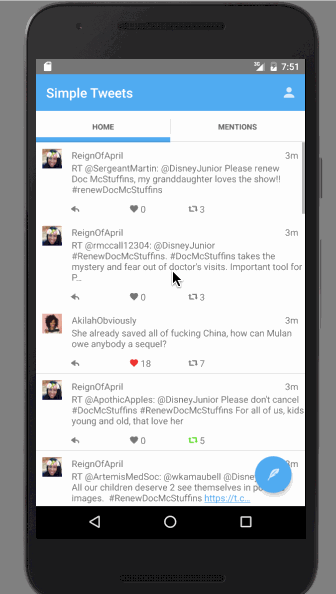 3G 7:51
Simple Tweets
HOME MENTIONS
ReignOfApril 3m
RT @SergeantMartin: @DisneyJunior Please renew
Doc McStuffins, my granddaughter loves the show!!
#renewDocMcStuffins
0 3
ReignOfApril 3m
RT @rmccall12304: @DisneyJunior
#RenewDocMcStuffins. #DocMcStuffins takes the
mystery and fear out of doctor's visits. Important tool for
P...
0 3
AkilahObviously 3m
She already saved all of fucking China, how can Mulan
owe anybody a sequel?
18 7
ReignOfApril 3m
RT @ApothicApples: @DisneyJunior Please don't cancel
#DocMcStuffins #RenewDocMcStuffins For all of us, kids
young and old, that love her
0 5
ReignOfApril 3m
RT @ArtemisMedSoc: @wkamaubell @Disney
All our children deserve 2 see themselves in
images. #RenewDocMcStuffins https://t.c...